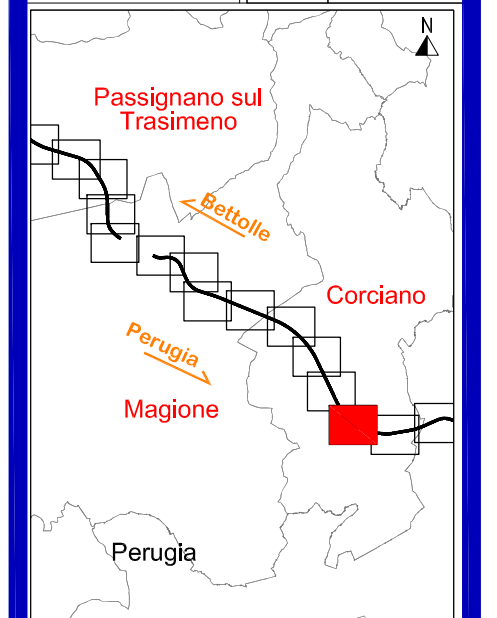 N
Passignano sul
Trasimeno
Bettolle
Corciano
Perugia
Magione
Perugia